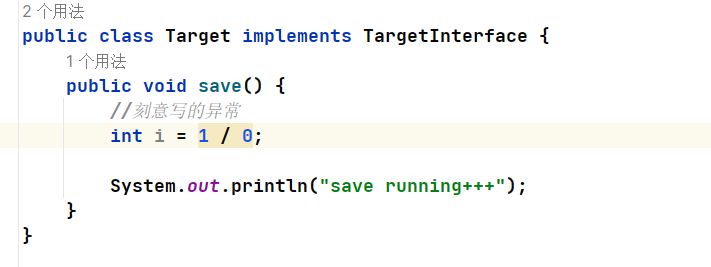 2 个用法
public class Target implements TargetInterface {
1 个用法
public void save() {
//刻意写的异常
int i = 1 / 0;
System.out.println("save running+++");
}
}